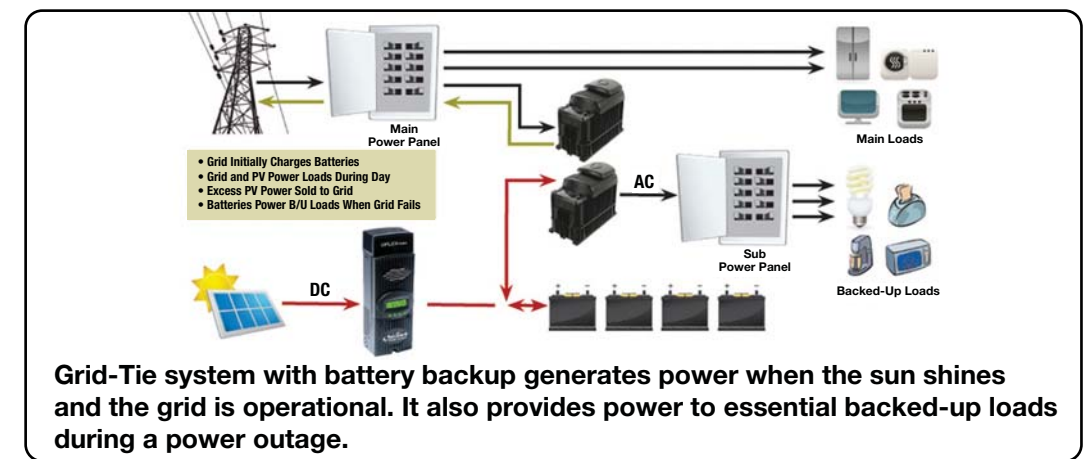 Main
Power Panel
Main Loads
• Grid Initially Charges Batteries
• Grid and PV Power Loads During Day
• Excess PV Power Sold to Grid
• Batteries Power B/U Loads When Grid Fails
AC
Sub
Power Panel
Backed-Up Loads
DC
Grid-Tie system with battery backup generates power when the sun shines
and the grid is operational. It also provides power to essential backed-up loads
during a power outage.